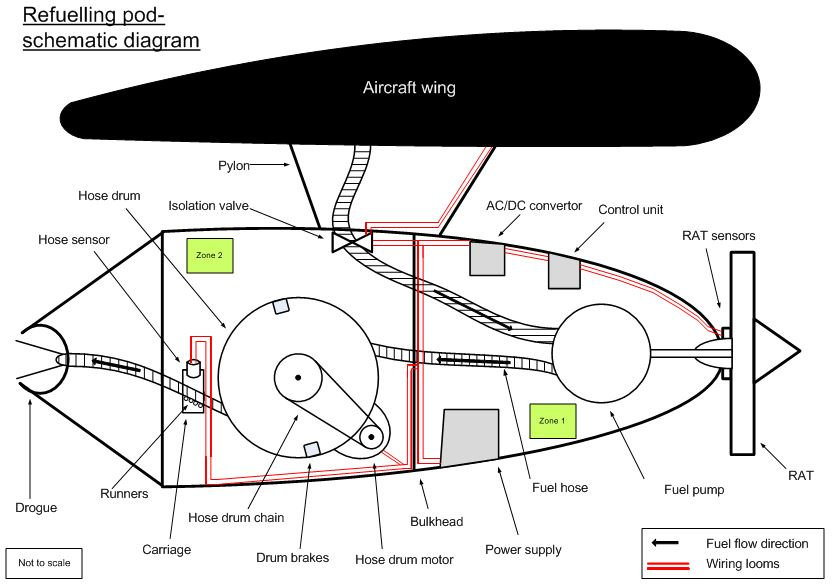 Refuelling pod-
schematic diagram
Aircraft wing
Pylon
Hose drum
Isolation valve
AC/DC convertor
Control unit
Hose sensor
RAT sensors
Zone 2
Zone 1
Drogue
Runners
Carriage
Hose drum chain
Drum brakes
Hose drum motor
Bulkhead
Power supply
Fuel hose
Fuel pump
RAT
Not to scale
Fuel flow direction
Wiring looms